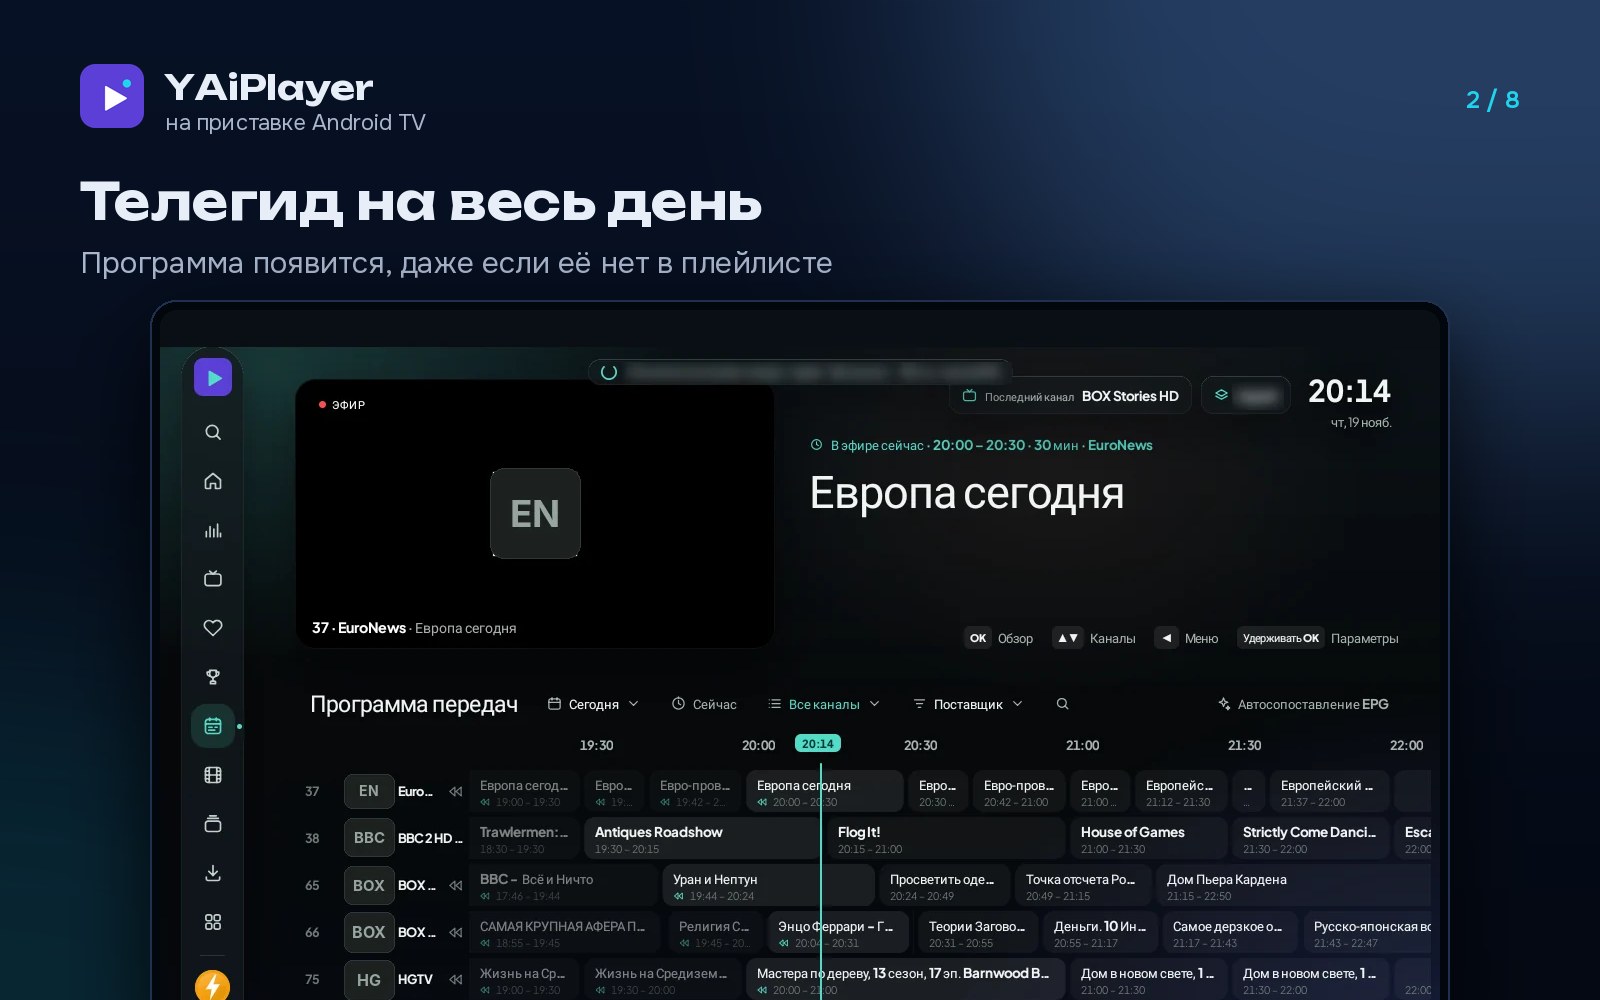 YAiPlayer
на приставке Android TV
2 / 8
Телегид на весь день
Программа появится, даже если её нет в плейлисте
ЭФИР
EN
37 · EuroNews · Европа сегодня
Последний канал BOX Stories HD
20:14
чт, 19 нояб.
В эфире сейчас · 20:00 – 20:30 · 30 мин · EuroNews
Европа сегодня
OK Обзор ▲▼ Каналы ◀ Меню Удерживать OK Параметры
Программа передач Сегодня Сейчас Все каналы Поставщик Автосопоставление EPG
19:30 20:00 20:14 20:30 21:00 21:30 22:00
37 EN Euro... Европа сегод... Евро... Евро-пров... Европа сегодня Евро... Евро-пров... Евро... Европейс... ... Европейский ...
19:00 – 19:30 19:... 19:42 – 2... 20:00 – 20:30 20:30 ... 20:42 – 21:00 21:00 ... 21:12 – 21:30 ... 21:37 – 22:00
38 BBC BBC 2 HD ... Trawlermen: ... Antiques Roadshow Flog It! House of Games Strictly Come Danci... Esca
18:30 – 19:30 19:30 – 20:15 20:15 – 21:00 21:00 – 21:30 21:30 – 22:00 22:00
65 BOX BOX ... BBC – Всё и Ничто Уран и Нептун Просветить оде... Точка отсчета Ро... Дом Пьера Кардена
17:46 – 19:44 19:44 – 20:24 20:24 – 20:49 20:49 – 21:15 21:15 – 22:50
66 BOX BOX ... САМАЯ КРУПНАЯ АФЕРА П... Религия С... Энцо Феррари – Г... Теории Загово... Деньги. 10 Ин... Самое дерзкое о... Русско-японская во
18:55 – 19:45 19:45 – 20... 20:04 – 20:31 20:31 – 20:55 20:55 – 21:17 21:17 – 21:43 21:43 – 22:47
75 HG HGTV Жизнь на Ср... Жизнь на Средизем... Мастера по дереву, 13 сезон, 17 эп. Barnwood B... Дом в новом свете, 1 ... Дом в новом свете, 1 ...
19:00 – 19:30 19:30 – 20:00 20:00 – 21:00 21:00 – 21:30 21:30 – 22:00 22:00